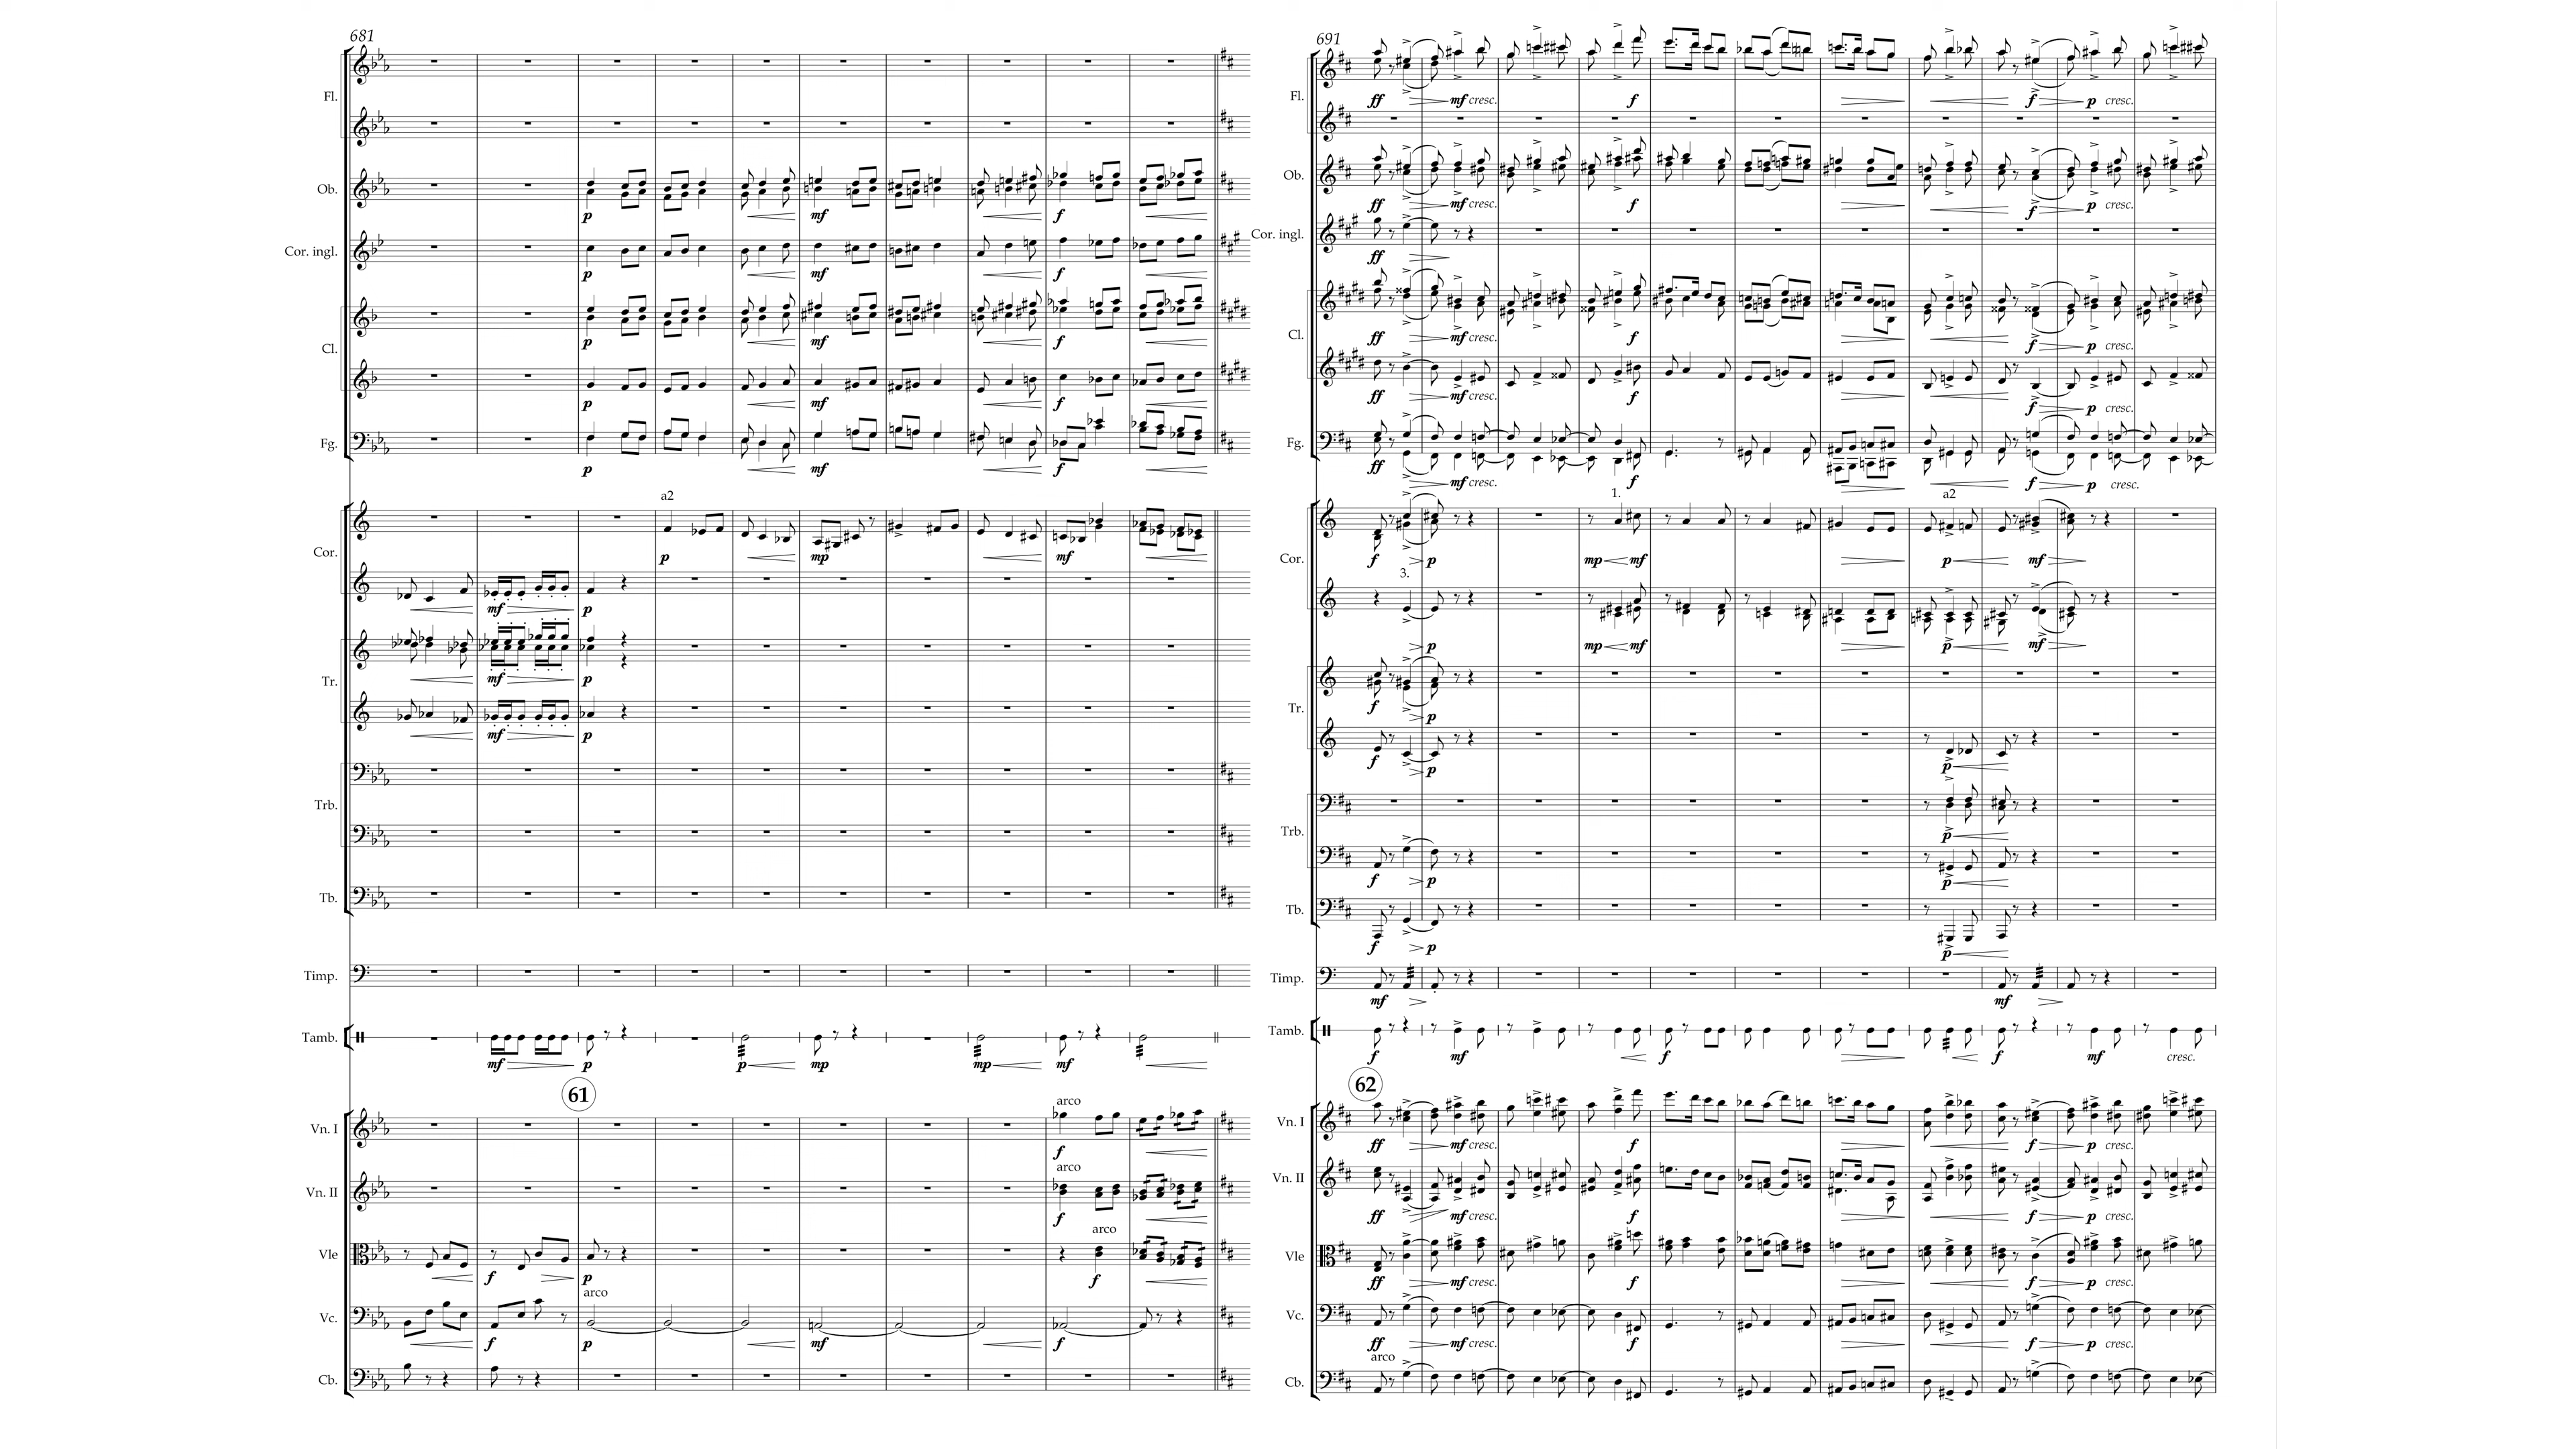 681
Fl.
Ob.
p mf f
Cor. ingl.
p mf f
p mf f
Cl.
p mf f
Fg.
p mf f
a2
Cor.
p mp mf
mf p
Tr.
mf p
mf p
Trb.
Tb.
Timp.
Tamb.
mf p p mp mp mf
61
arco
Vn. I
f
arco
Vn. II
f
arco
Vle
f p f
arco
Vc.
f p mf f
Cb.
691
Fl.
ff mf cresc. f f p cresc.
Ob.
ff mf cresc. f f p cresc.
Cor. ingl.
ff
ff mf cresc. f f p cresc.
Cl.
ff mf cresc. f f p cresc.
Fg.
ff mf cresc. f f p cresc.
1. a2
f p mp mf p mf
Cor.
3.
p mp mf p mf
f p
Tr.
f p p
p
Trb.
f p p
Tb.
f p p
Timp.
mf mf
Tamb.
f mf f f mf cresc.
62
Vn. I
ff mf cresc. f f p cresc.
Vn. II
ff mf cresc. f f p cresc.
Vle
ff mf cresc. f f p cresc.
Vc.
ff mf cresc. f f p cresc.
arco
Cb.